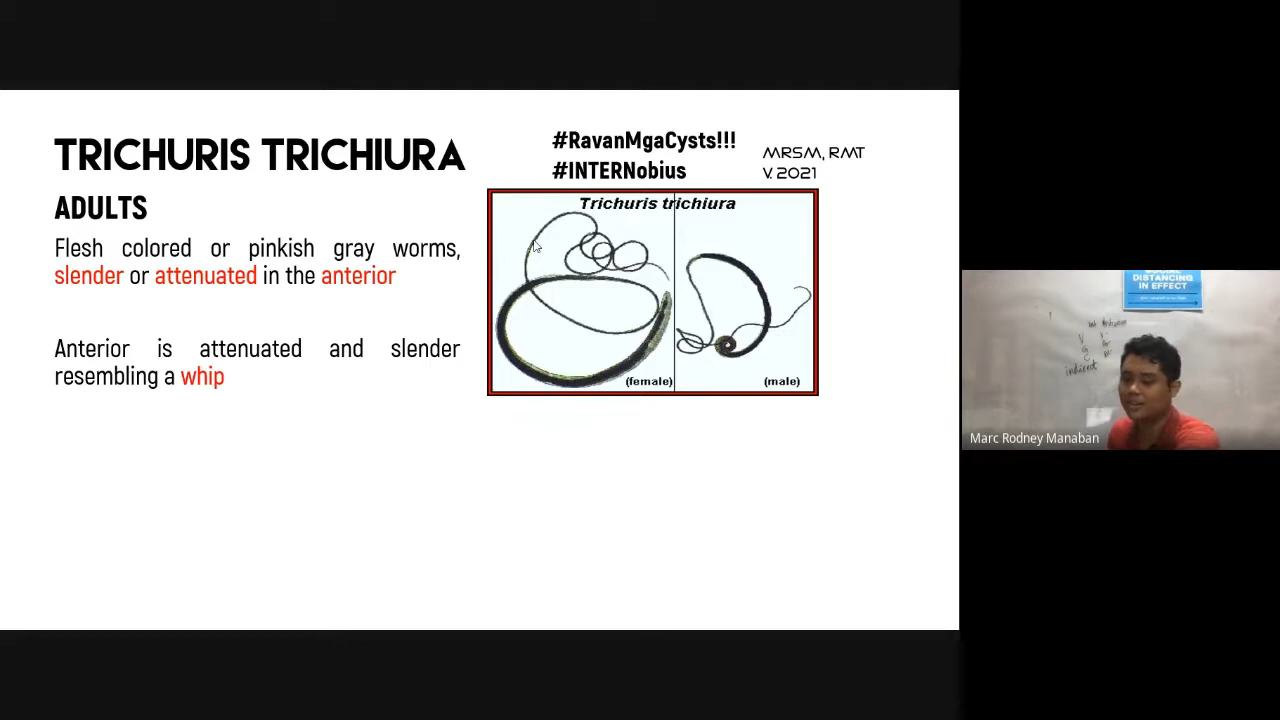 TRICHURIS TRICHIURA
#RavanMgaCysts!!!
#INTERNobius
MRSM, RMT
V. 2021
ADULTS
Flesh colored or pinkish gray worms,
slender or attenuated in the anterior
Anterior is attenuated and slender
resembling a whip
Trichuris trichiura
(female)
(male)
DISTANCING
IN EFFECT
indirect
Marc Rodney Manaban